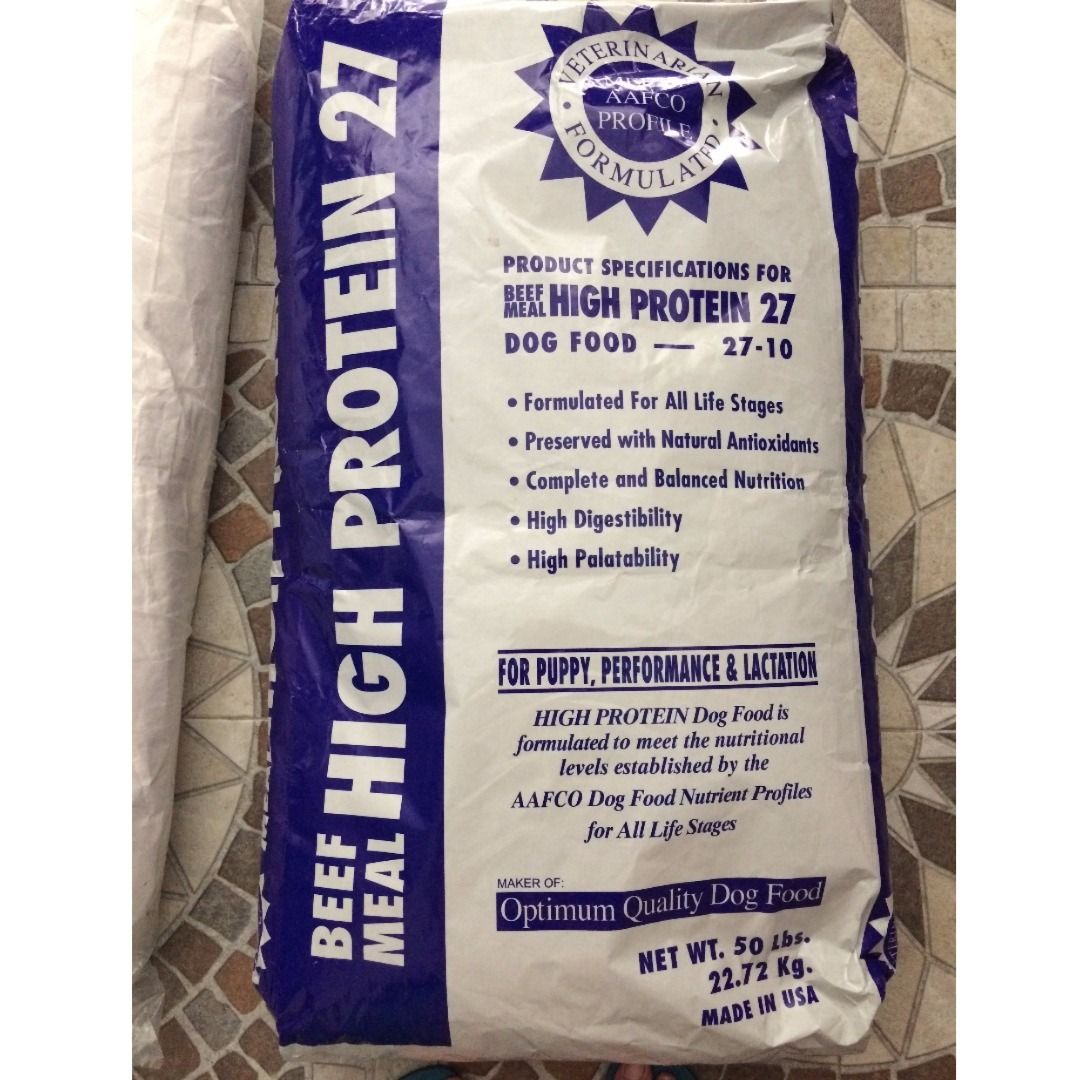 BEEF
MEAL HIGH PROTEIN 27
VETERINARIAN
AAFCO
PROFILE
FORMULATED
PRODUCT SPECIFICATIONS FOR
BEEF
MEAL HIGH PROTEIN 27
DOG FOOD — 27-10
• Formulated For All Life Stages
• Preserved with Natural Antioxidants
• Complete and Balanced Nutrition
• High Digestibility
• High Palatability
FOR PUPPY, PERFORMANCE & LACTATION
HIGH PROTEIN Dog Food is
formulated to meet the nutritional
levels established by the
AAFCO Dog Food Nutrient Profiles
for All Life Stages
MAKER OF:
Optimum Quality Dog Food
NET WT. 50 Lbs.
22.72 Kg.
MADE IN USA